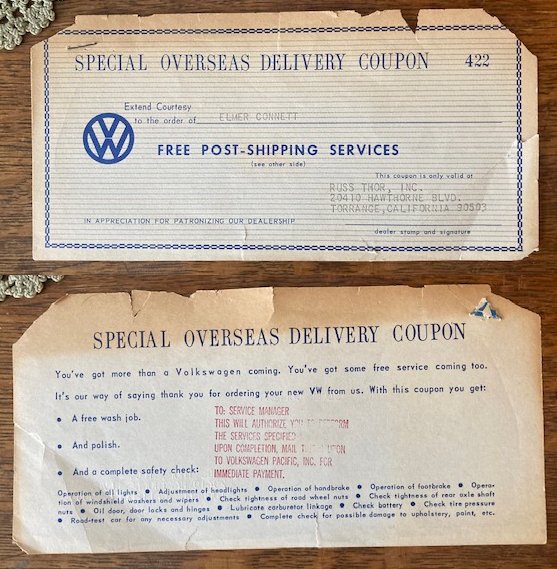 SPECIAL OVERSEAS DELIVERY COUPON 422
Extend Courtesy
to the order of ELMER CONNETT
FREE POST-SHIPPING SERVICES
(see other side)
This coupon is only valid at
RUSS THOR, INC.
20410 HAWTHORNE BLVD.
TORRANGE, CALIFORNIA 90503
IN APPRECIATION FOR PATRONIZING OUR DEALERSHIP
dealer stamp and signature
SPECIAL OVERSEAS DELIVERY COUPON
You've got more than a Volkswagen coming. You've got some free service coming too.
It's our way of saying thank you for ordering your new VW from us. With this coupon you get:
• A free wash job.
• And polish.
• And a complete safety check:
TO: SERVICE MANAGER
THIS WILL AUTHORIZE YOU TO PERFORM
THE SERVICES SPECIFIED
UPON COMPLETION, MAIL UPON
TO VOLKSWAGEN PACIFIC, INC. FOR
IMMEDIATE PAYMENT.
Operation of all lights • Adjustment of headlights • Operation of handbrake • Operation of footbrake • Opera-
tion of windshield washers and wipers • Check tightness of road wheel nuts • Check tightness of rear axle shaft
nuts • Oil door, door locks and hinges • Lubricate carburetor linkage • Check battery • Check tire pressure
• Road-test car for any necessary adjustments • Complete check for possible damage to upholstery, paint, etc.